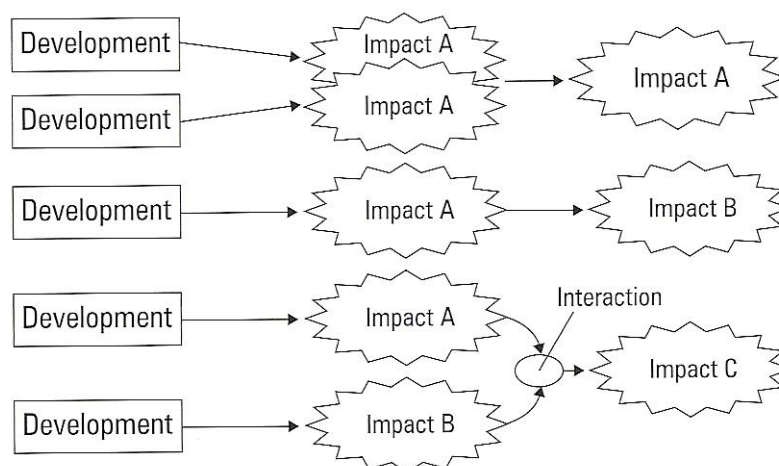 Development
Impact A
Impact A
Development
Impact A
Development
Impact A
Impact B
Development
Impact A
Interaction
Impact C
Development
Impact B